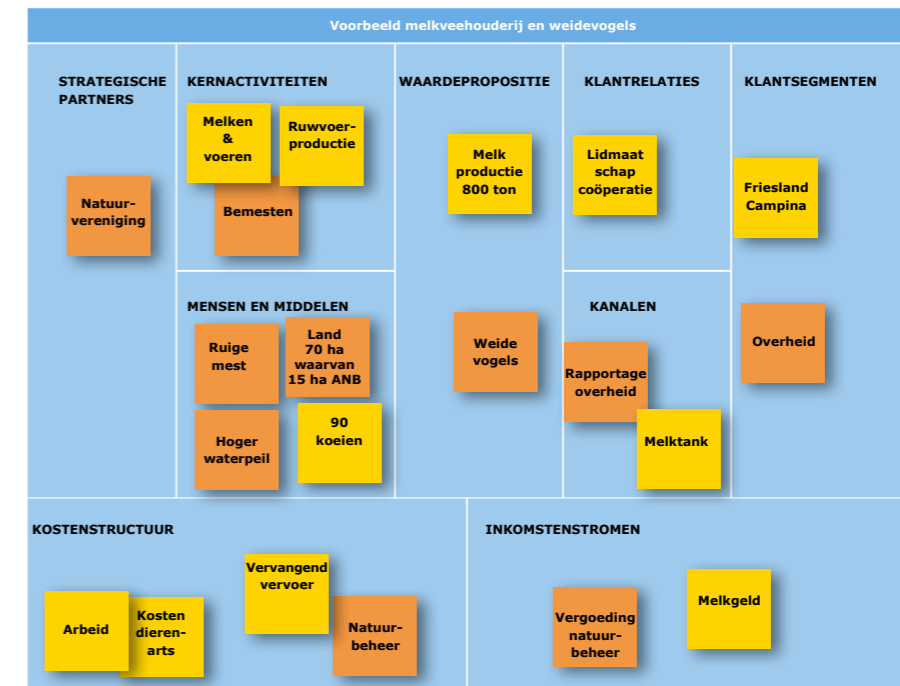 Voorbeeld melkveehouderij en weidevogels
STRATEGISCHE
PARTNERS
Natuur-
vereniging
KERNACTIVITEITEN
Melken
&
voeren
Ruwvoer-
productie
Bemesten
MENSEN EN MIDDELEN
Ruige
mest
Land
70 ha
waarvan
15 ha ANB
Hoger
waterpeil
90
koeien
WAARDEPROPOSITIE
Melk
productie
800 ton
Weide
vogels
KLANTRELATIES
Lidmaat
schap
coöperatie
KANALEN
Rapportage
overheid
Melktank
KLANTSEGMENTEN
Friesland
Campina
Overheid
KOSTENSTRUCTUUR
Arbeid
Kosten
dieren-
arts
Vervangend
vervoer
Natuur-
beheer
INKOMSTENSTROMEN
Vergoeding
natuur-
beheer
Melkgeld